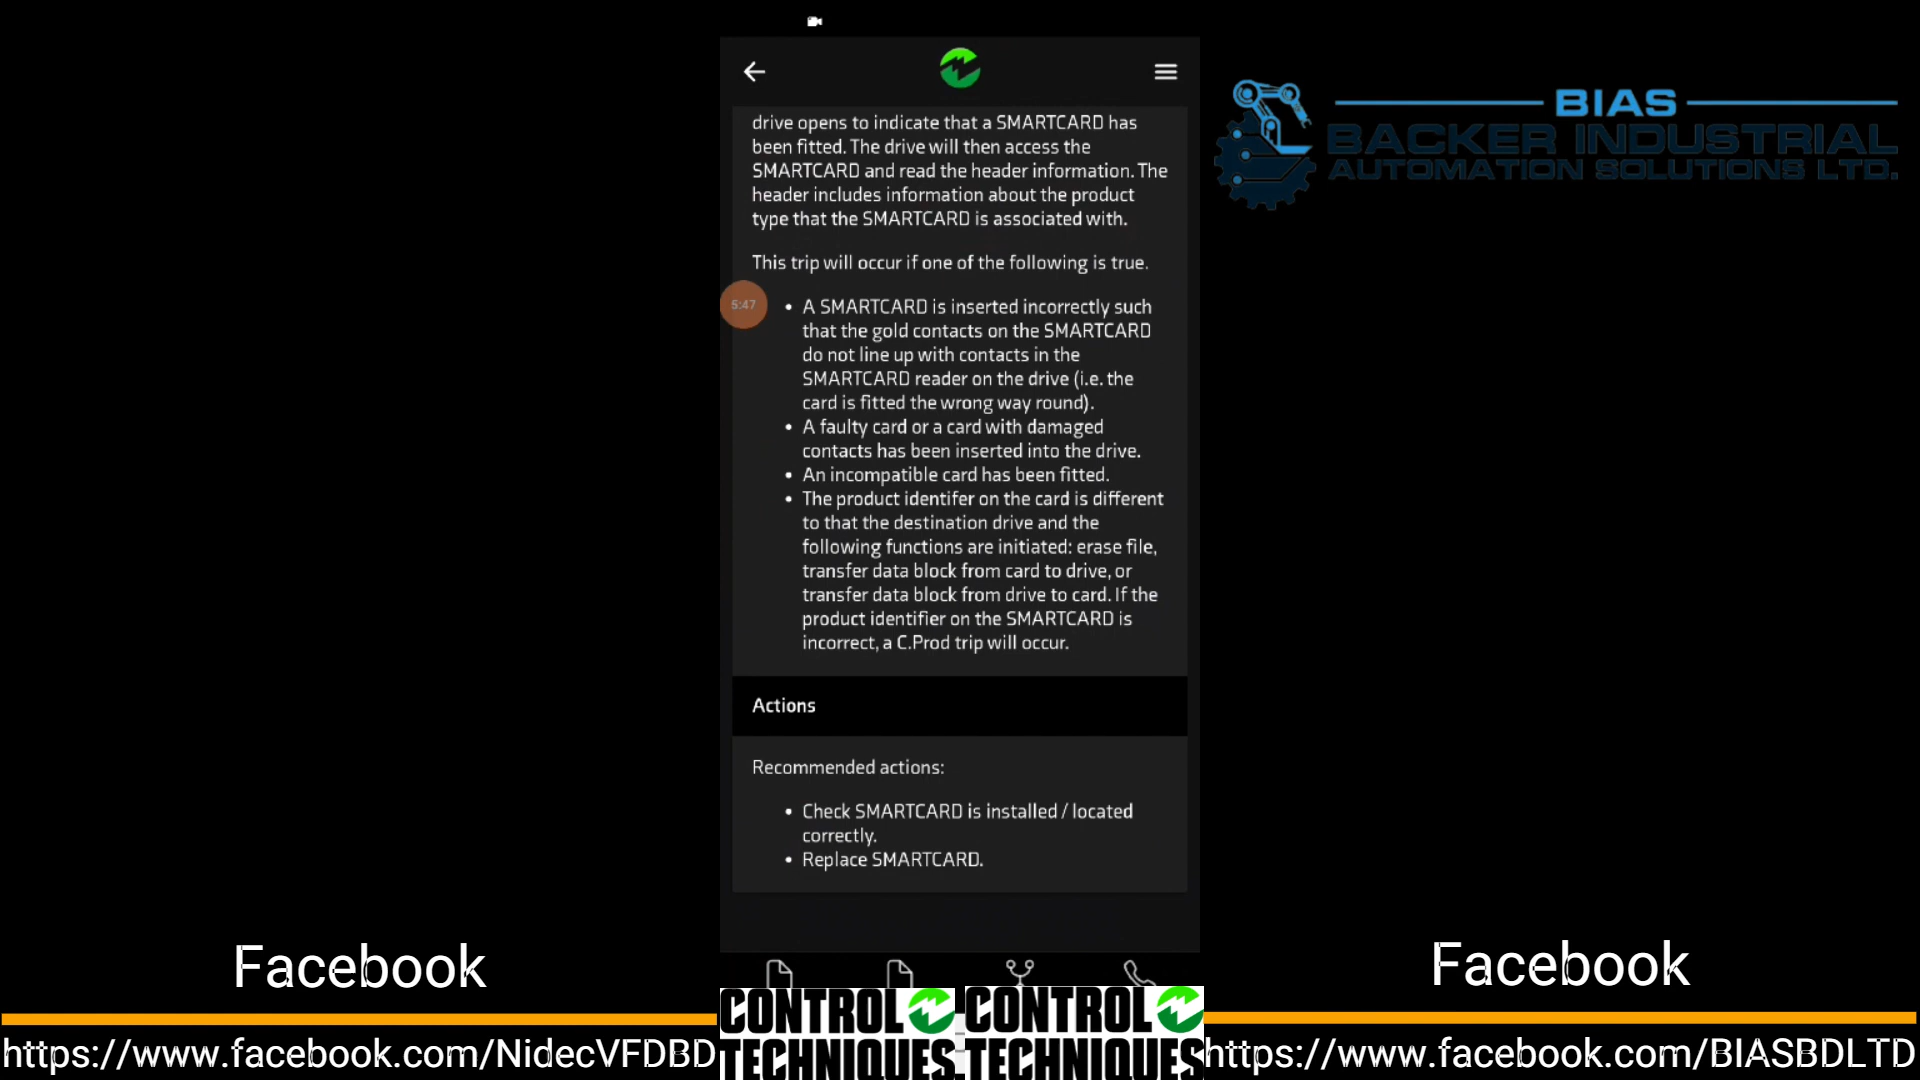 drive opens to indicate that a SMARTCARD has
been fitted. The drive will then access the
SMARTCARD and read the header information. The
header includes information about the product
type that the SMARTCARD is associated with.
This trip will occur if one of the following is true.
5:47
• A SMARTCARD is inserted incorrectly such
that the gold contacts on the SMARTCARD
do not line up with contacts in the
SMARTCARD reader on the drive (i.e. the
card is fitted the wrong way round).
• A faulty card or a card with damaged
contacts has been inserted into the drive.
• An incompatible card has been fitted.
• The product identifer on the card is different
to that the destination drive and the
following functions are initiated: erase file,
transfer data block from card to drive, or
transfer data block from drive to card. If the
product identifier on the SMARTCARD is
incorrect, a C.Prod trip will occur.
Actions
Recommended actions:
• Check SMARTCARD is installed / located
correctly.
• Replace SMARTCARD.
BIAS
BACKER INDUSTRIAL
AUTOMATION SOLUTIONS LTD.
Facebook
https://www.facebook.com/NidecVFDBD
CONTROL
TECHNIQUES
CONTROL
TECHNIQUES
Facebook
https://www.facebook.com/BIASBDLTD